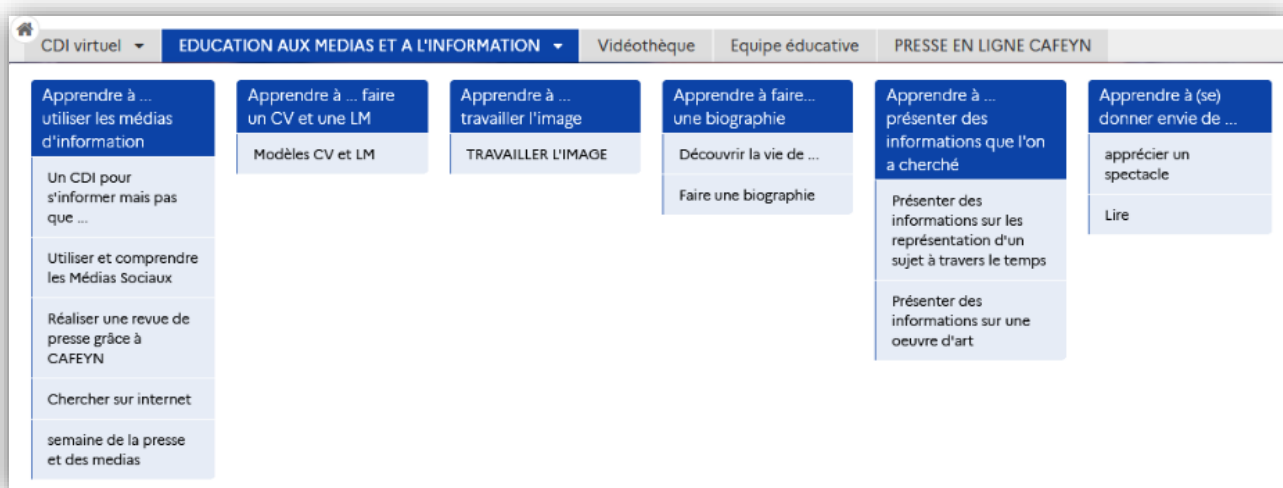 CDI virtuel
EDUCATION AUX MEDIAS ET A L'INFORMATION
Vidéothèque
Equipe éducative
PRESSE EN LIGNE CAFEYN
Apprendre à ...
utiliser les médias
d'information
Un CDI pour
s'informer mais pas
que ...
Utiliser et comprendre
les Médias Sociaux
Réaliser une revue de
presse grâce à
CAFEYN
Chercher sur internet
semaine de la presse
et des medias
Apprendre à ... faire
un CV et une LM
Modèles CV et LM
Apprendre à ...
travailler l'image
TRAVAILLER L'IMAGE
Apprendre à faire...
une biographie
Découvrir la vie de ...
Faire une biographie
Apprendre à ...
présenter des
informations que l'on
a cherché
Présenter des
informations sur les
représentation d'un
sujet à travers le temps
Présenter des
informations sur une
oeuvre d'art
Apprendre à (se)
donner envie de ...
apprécier un
spectacle
Lire